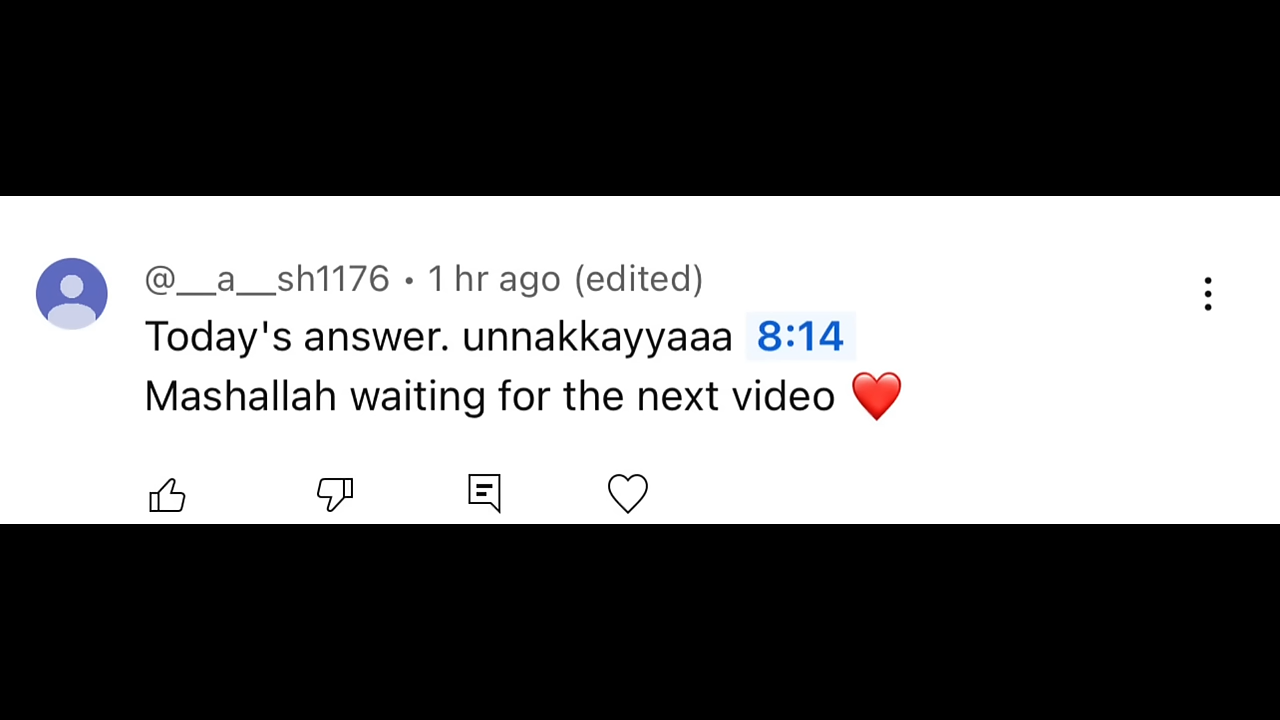 @__a__sh1176 • 1 hr ago (edited)
Today's answer. unnakkayyaaa 8:14
Mashallah waiting for the next video ❤️